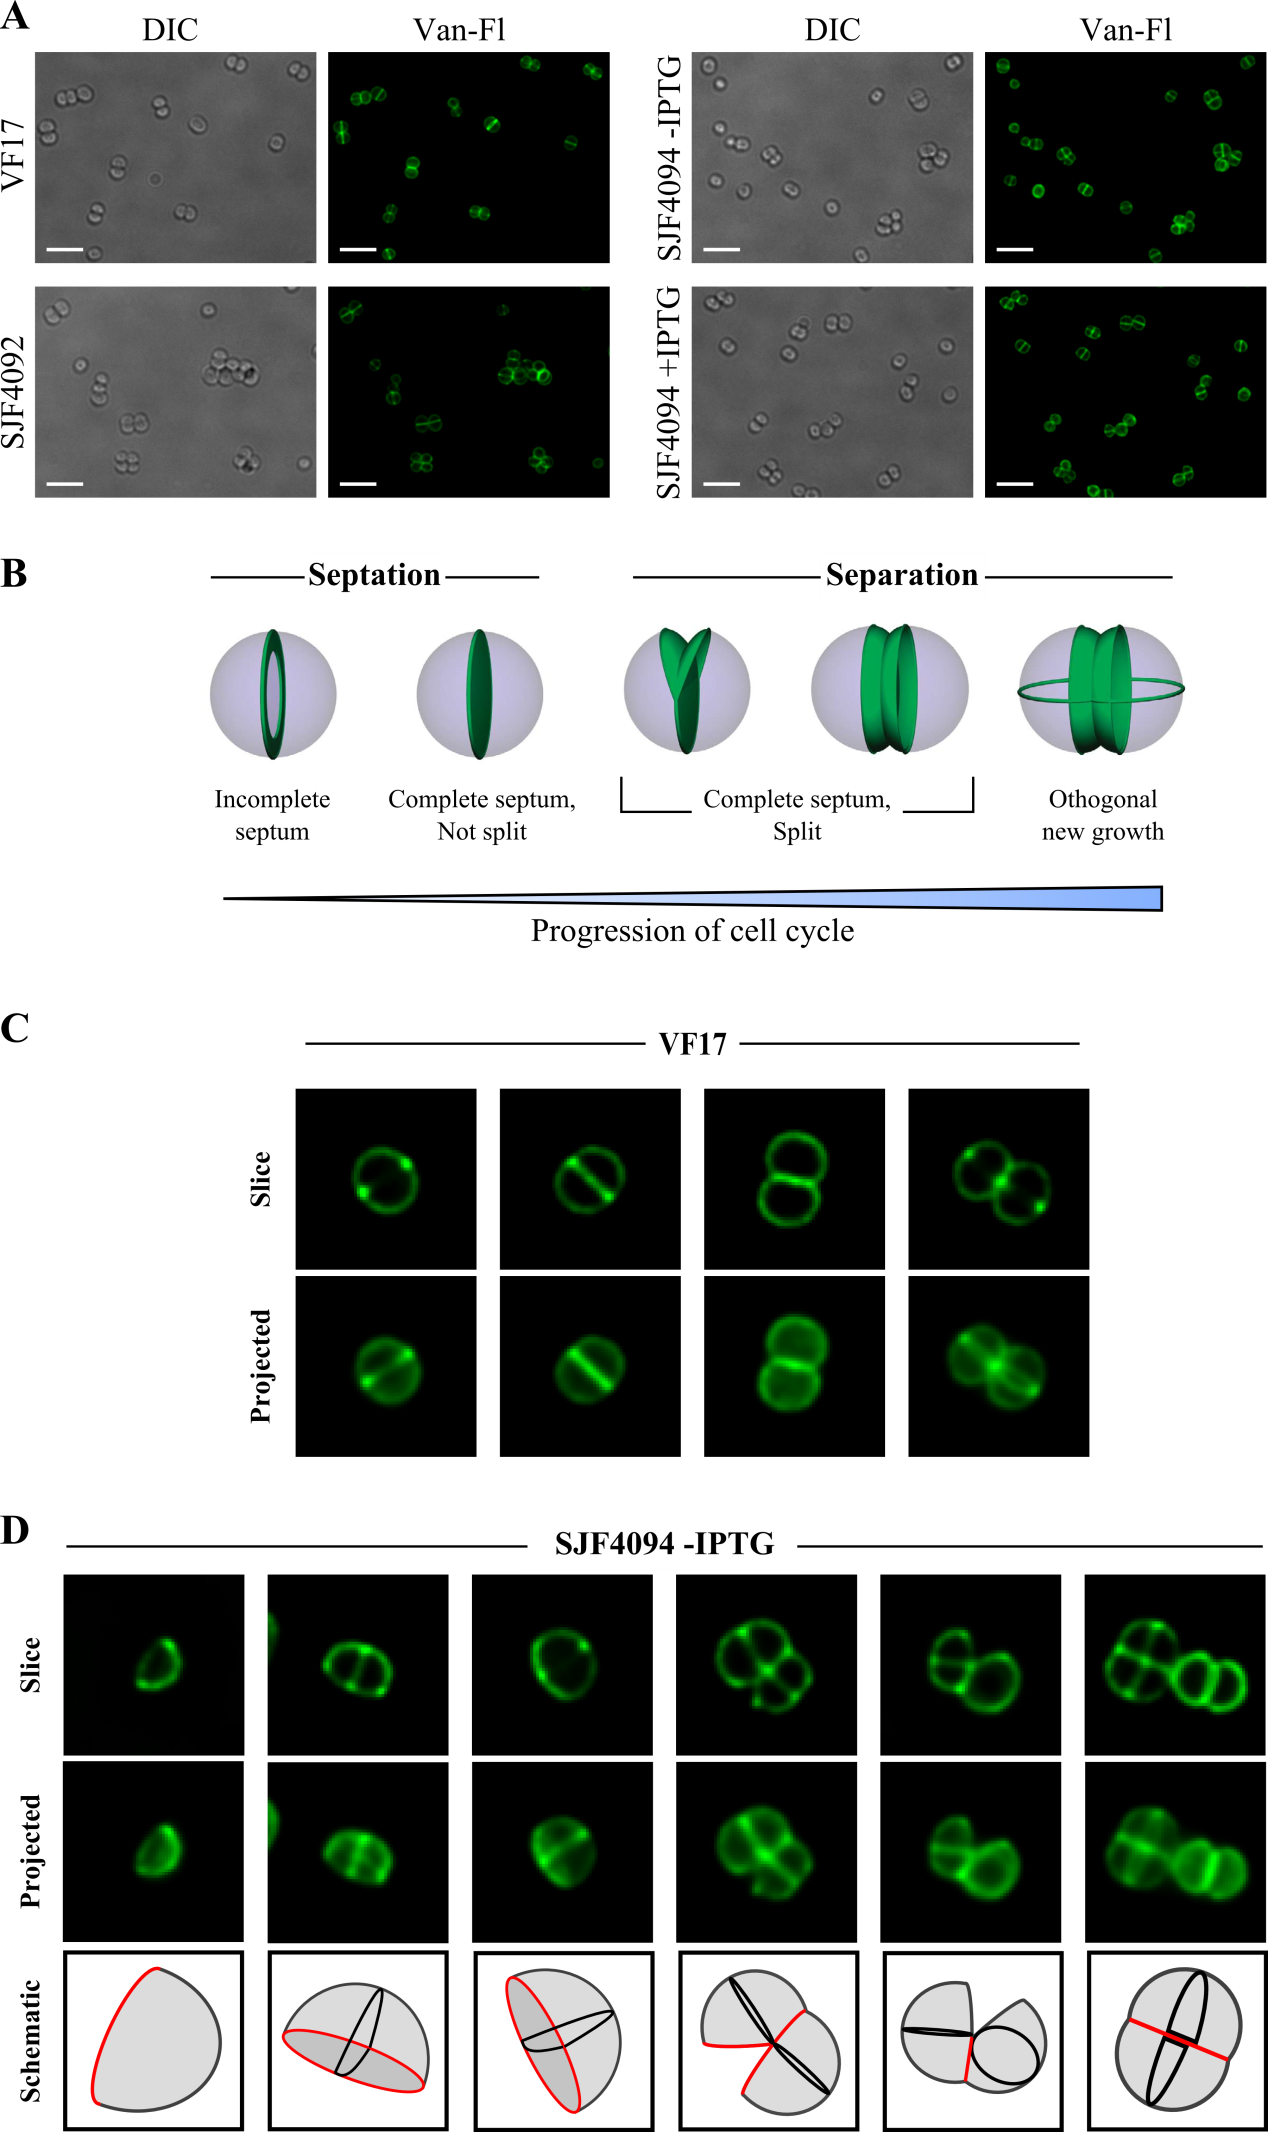 A
DIC
Van-Fl
DIC
Van-Fl
VF17
SJF4094 -IPTG
SJF4092
SJF4094 +IPTG
B
Septation
Separation
Incomplete
septum
Complete septum,
Not split
Complete septum,
Split
Othogonal
new growth
Progression of cell cycle
C
VF17
Slice
Projected
D
SJF4094 -IPTG
Slice
Projected
Schematic